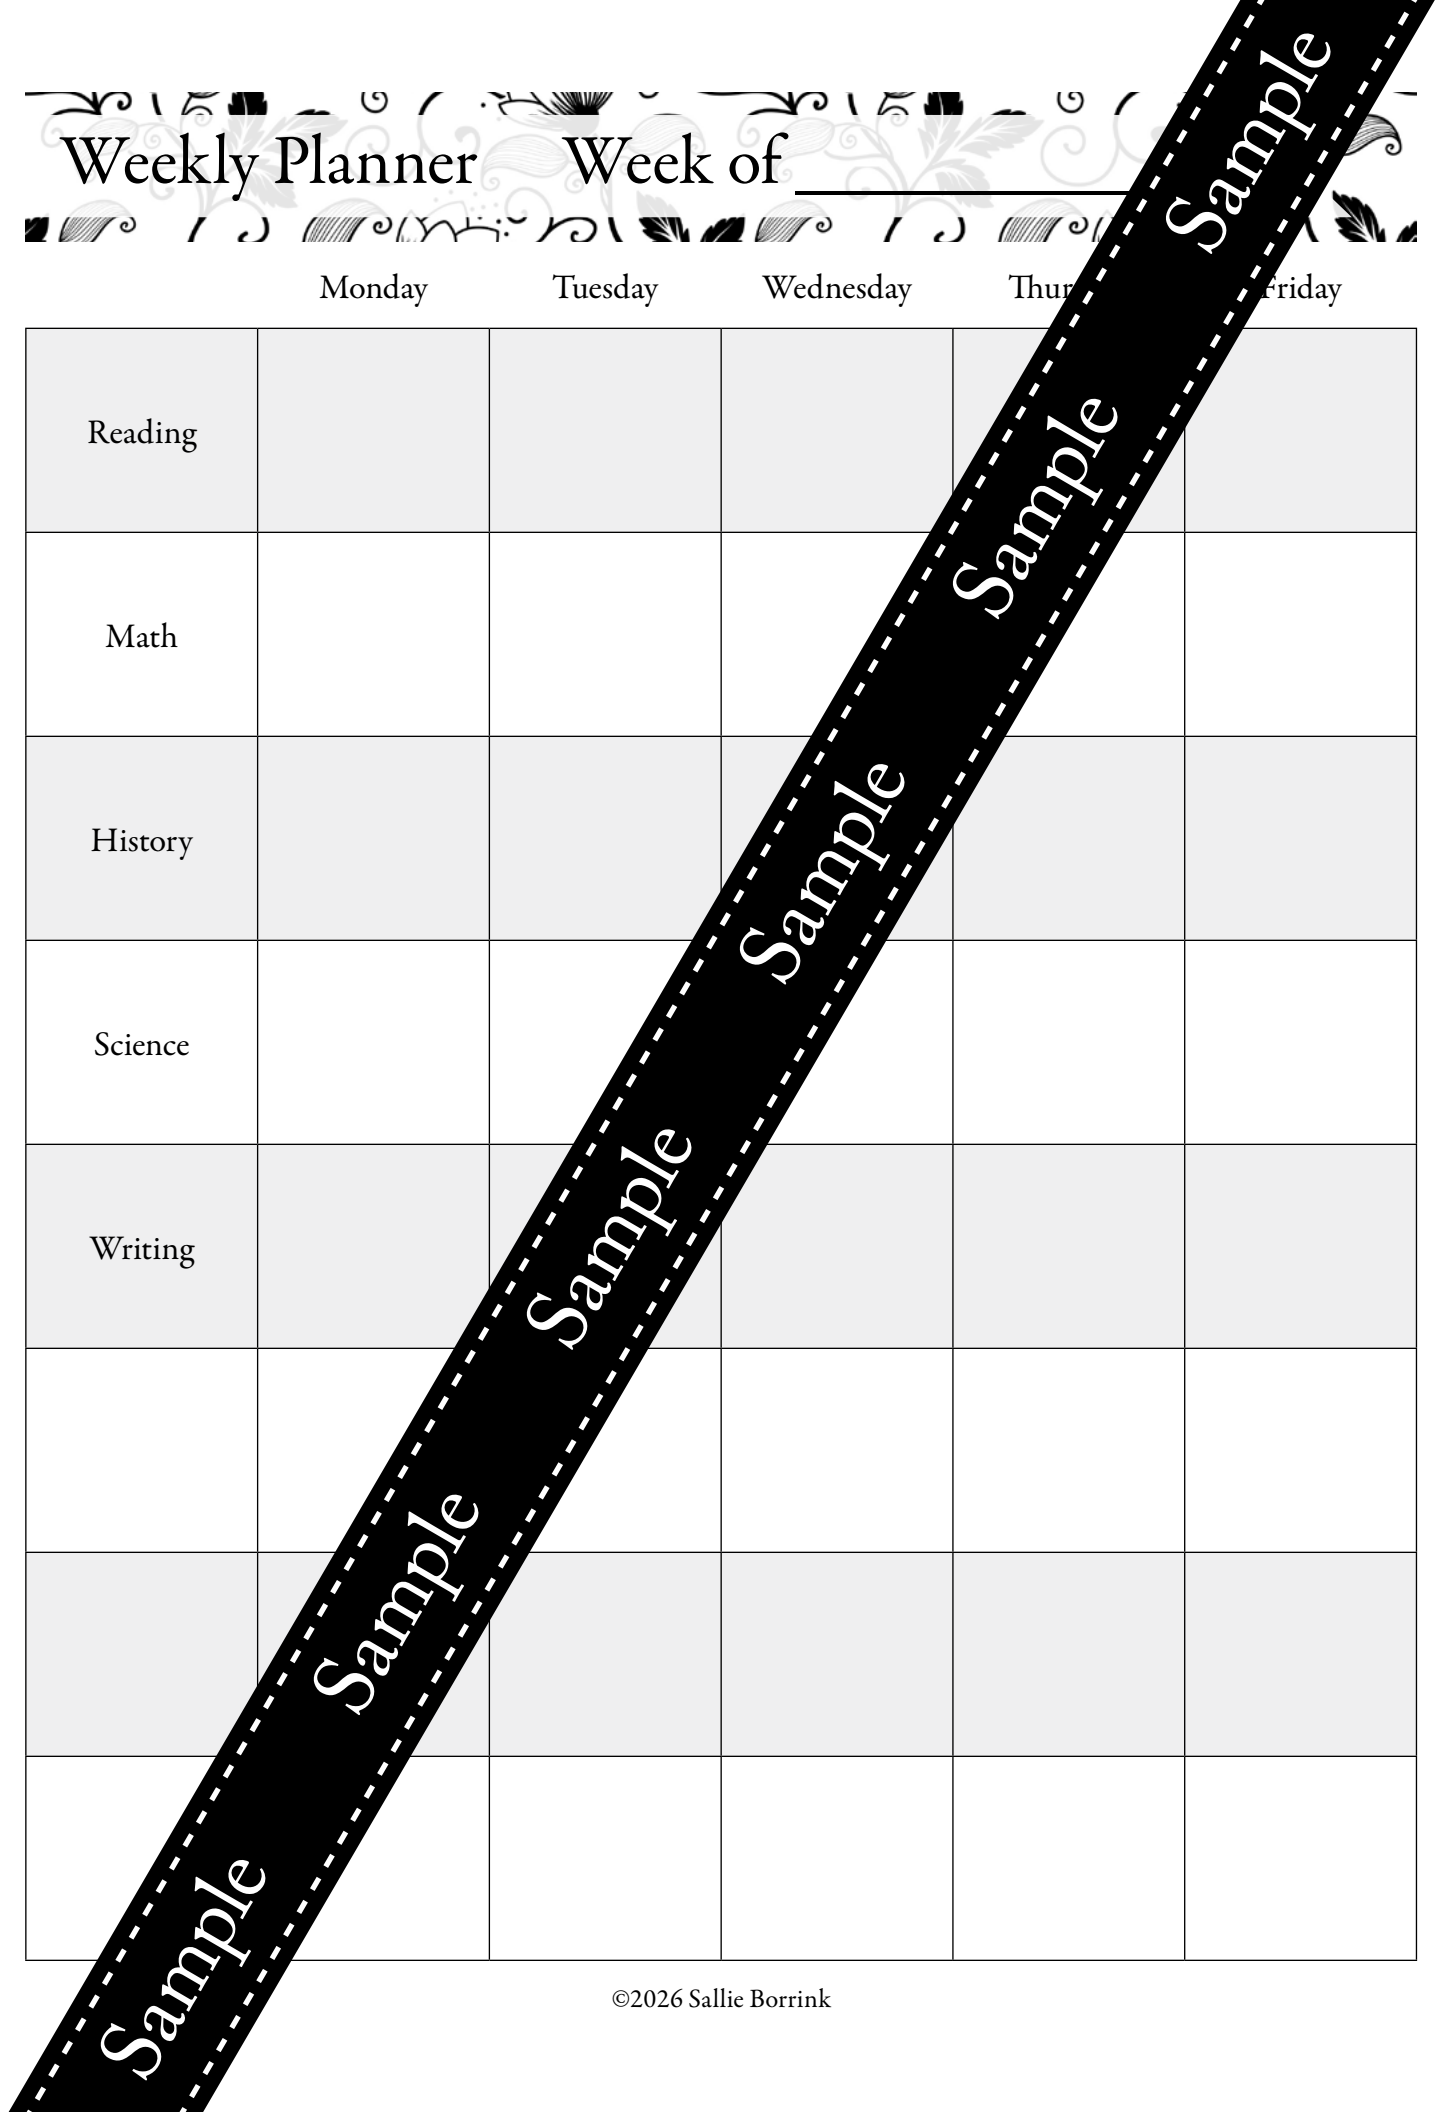 Weekly Planner Week of
Monday Tuesday Wednesday Friday
Reading
Math
History
Science
Writing
©2026 Sallie Borrink
Sample
Sample
Sample
Sample
Sample
Sample